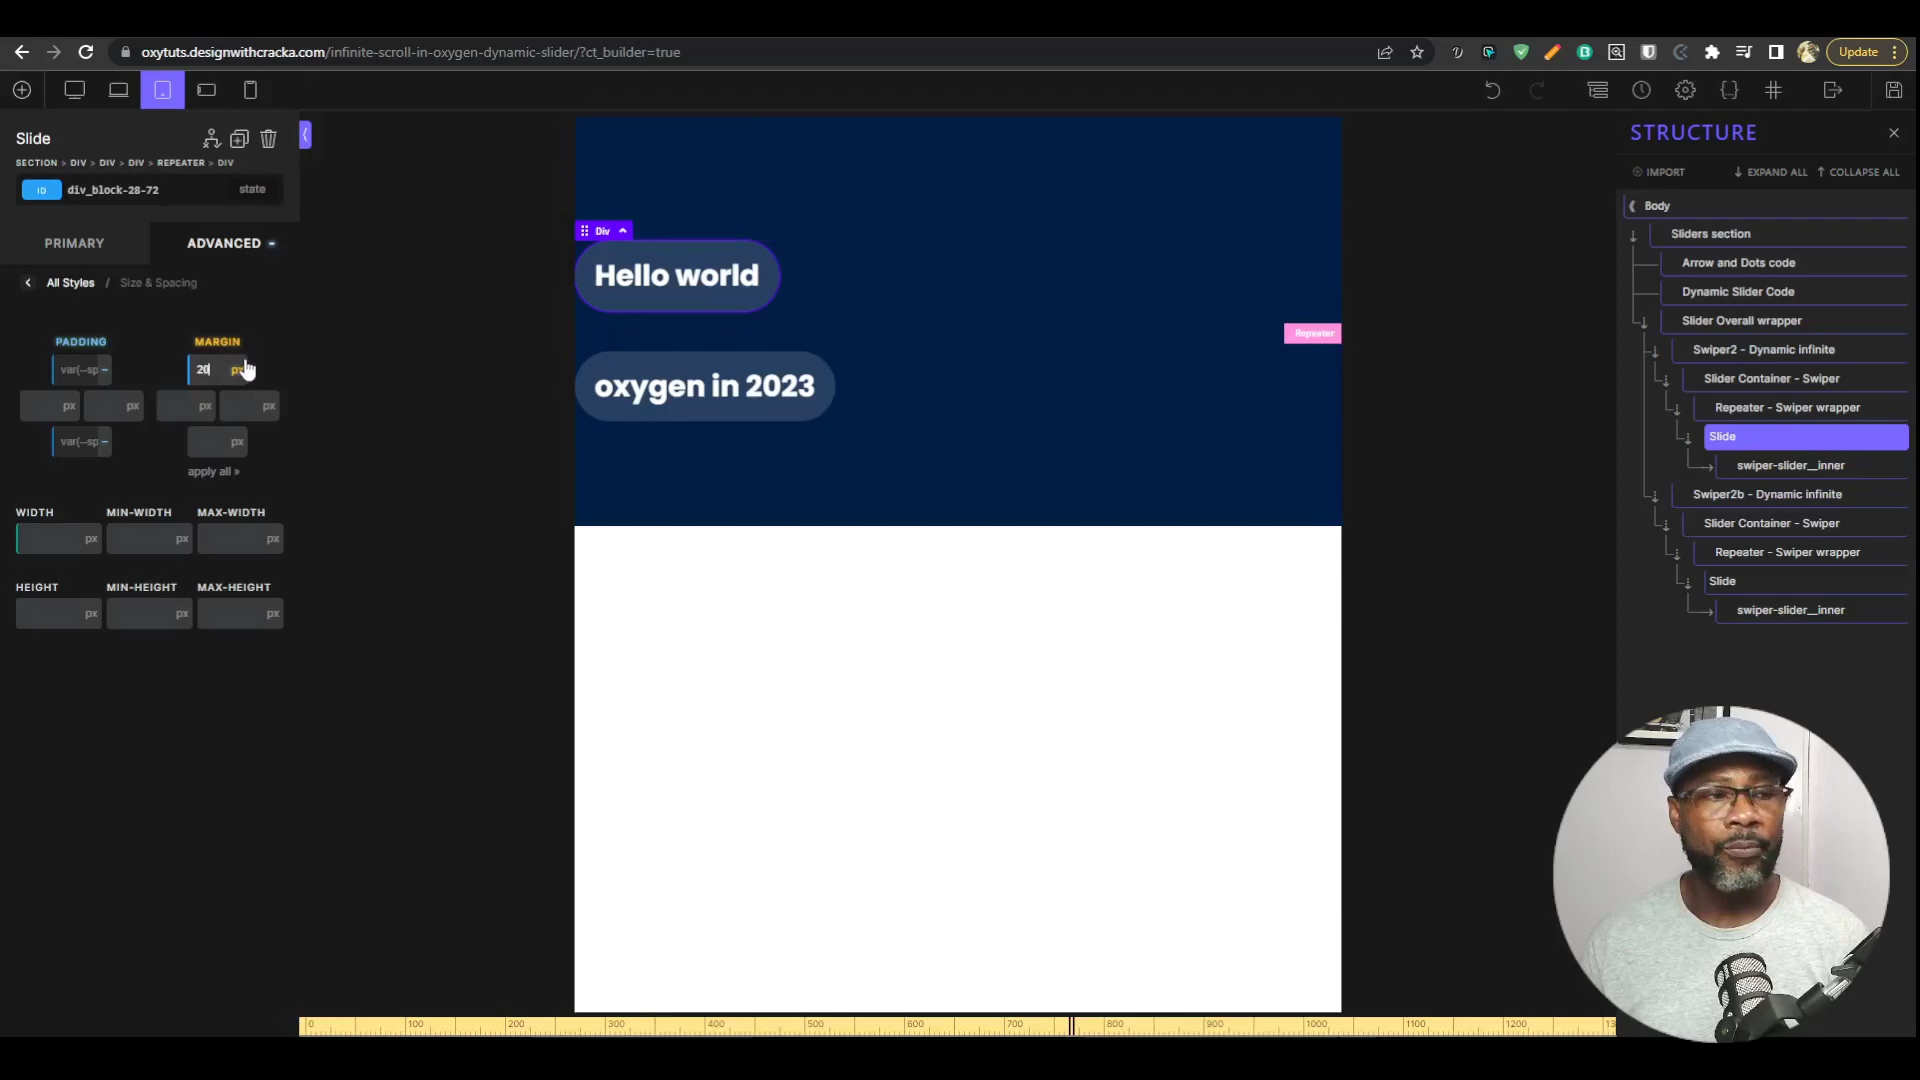 oxytuts.designwithcracka.com/infinite-scroll-in-oxygen-dynamic-slider/?ct_builder=true
Update
Slide
SECTION > DIV > DIV > DIV > REPEATER > DIV
ID div_block-28-72 state
PRIMARY ADVANCED
All Styles / Size & Spacing
PADDING MARGIN
var(--sp 20 px
px px px px
var(--sp px
apply all »
WIDTH MIN-WIDTH MAX-WIDTH
px px px
HEIGHT MIN-HEIGHT MAX-HEIGHT
px px px
Div
Hello world
Repeater
oxygen in 2023
0 100 200 300 400 500 600 700 800 900 1000 1100 1200 13
STRUCTURE
IMPORT EXPAND ALL COLLAPSE ALL
Body
Sliders section
Arrow and Dots code
Dynamic Slider Code
Slider Overall wrapper
Swiper2 - Dynamic infinite
Slider Container - Swiper
Repeater - Swiper wrapper
Slide
swiper-slider__inner
Swiper2b - Dynamic infinite
Slider Container - Swiper
Repeater - Swiper wrapper
Slide
swiper-slider__inner